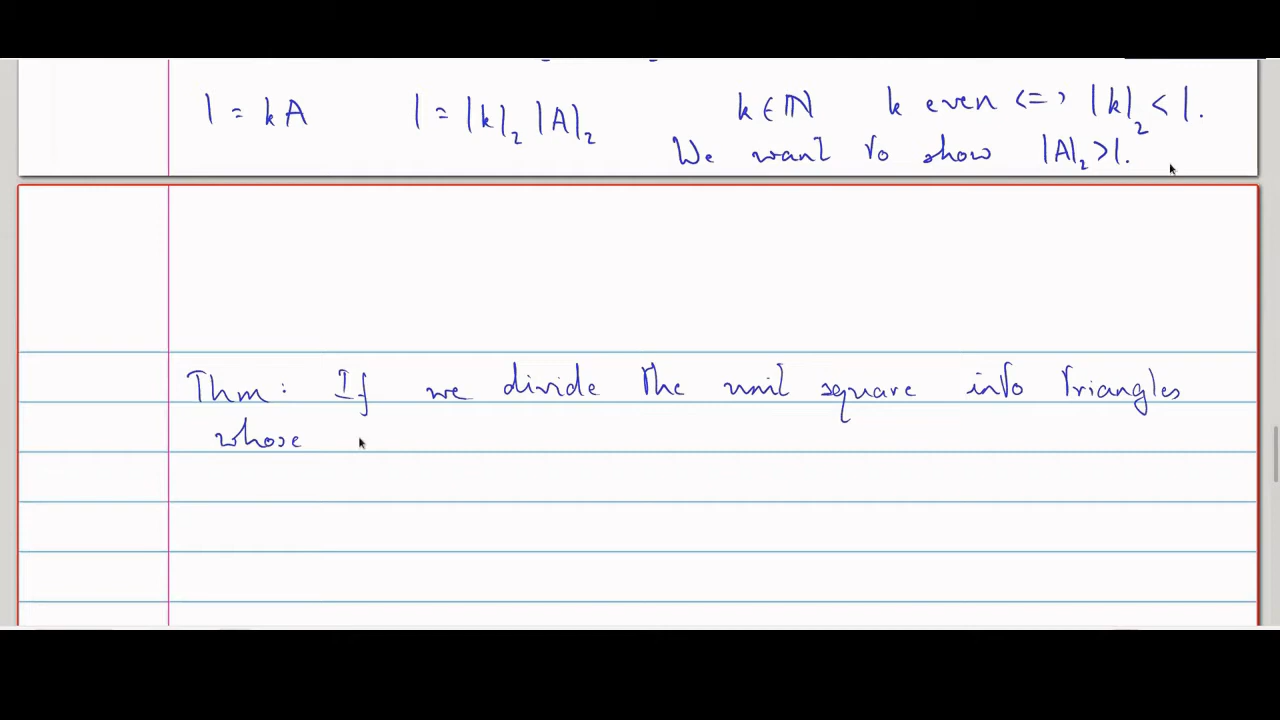 1 = kA 1 = |k|₂ |A|₂ k ∈ ℕ k even <=> |k|₂ < 1.
We want to show |A|₂ > 1.
Thm: If we divide the unit square into triangles
whose